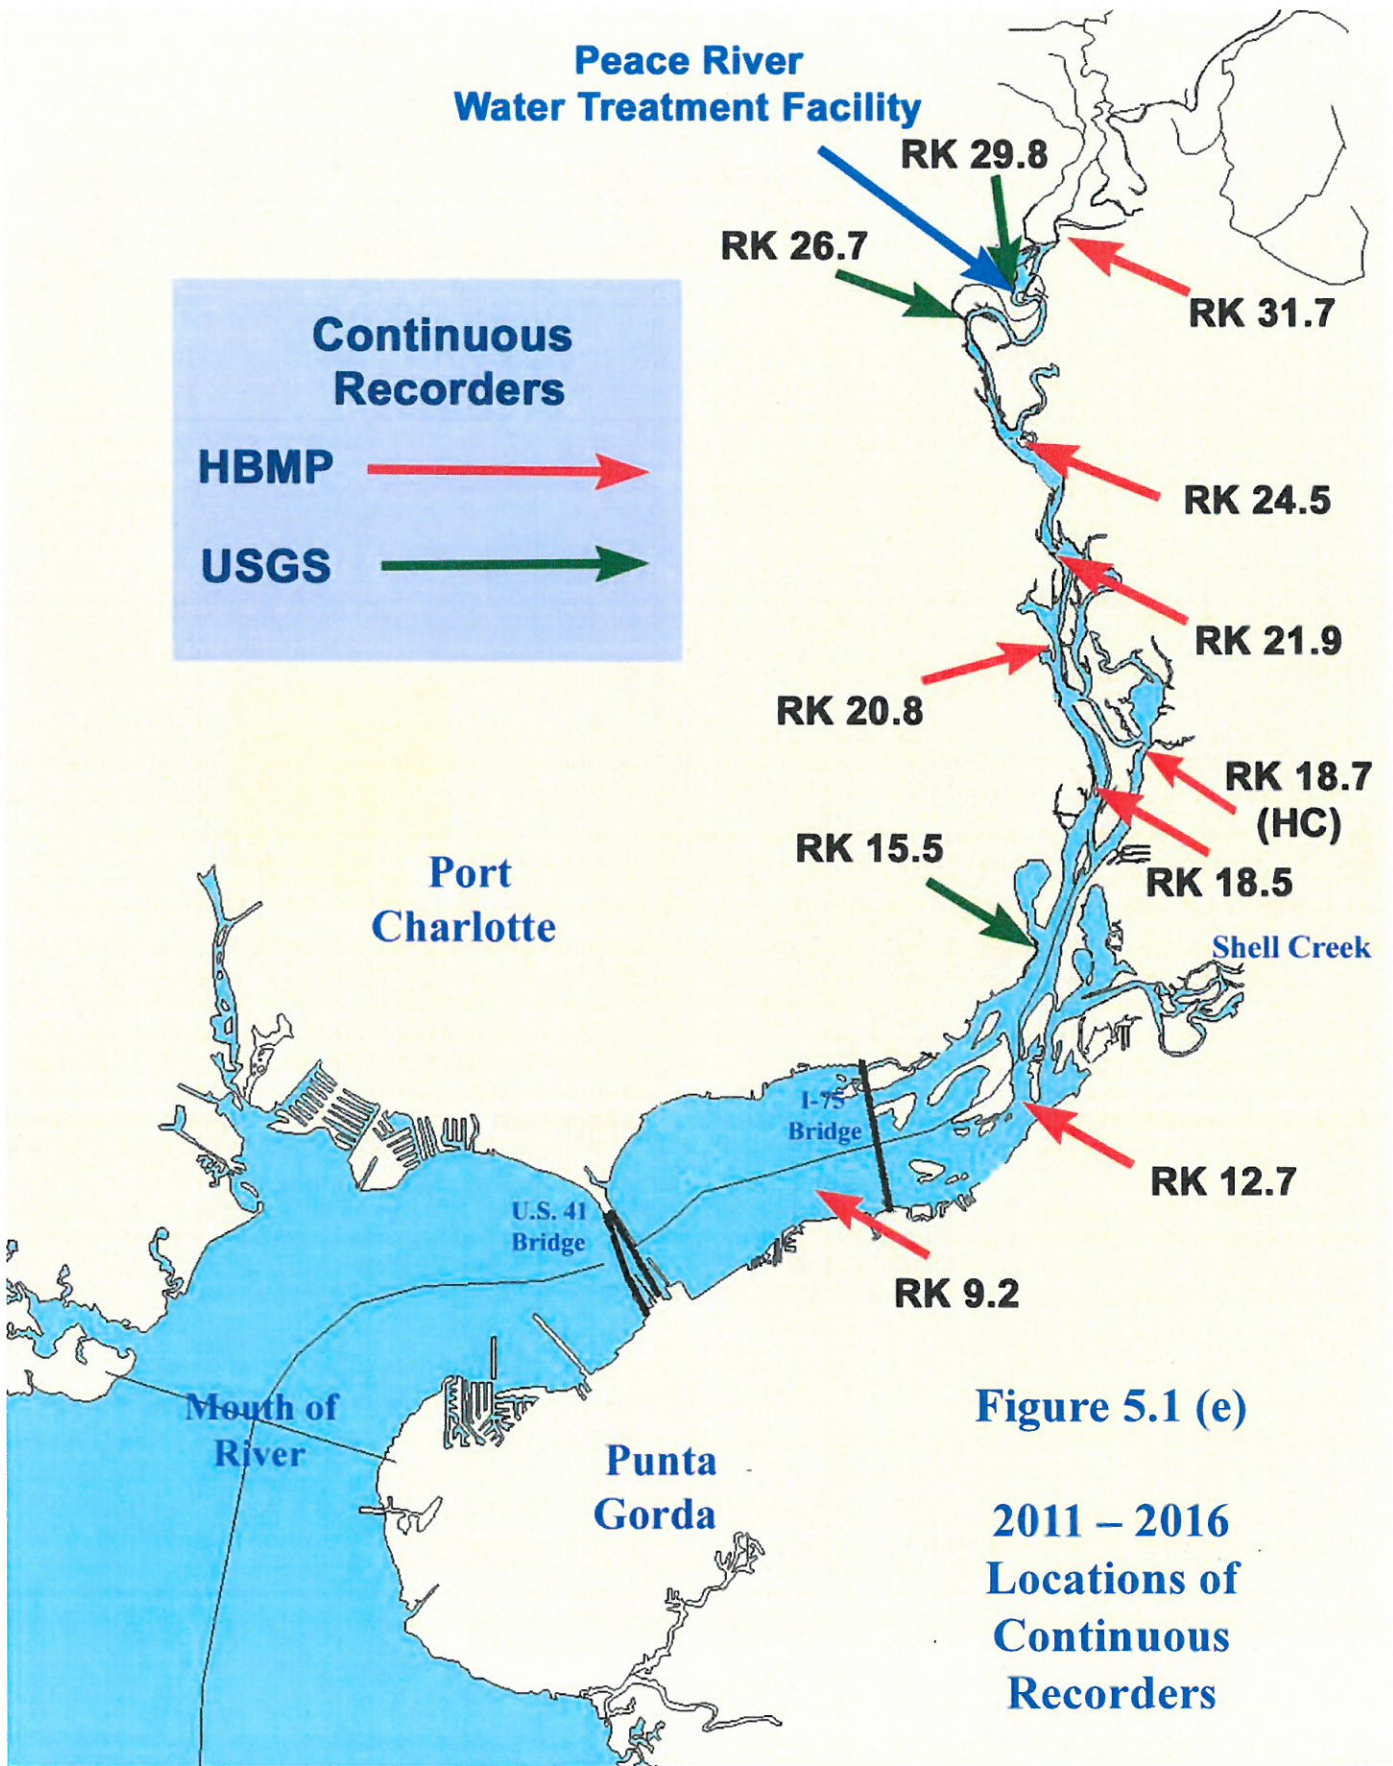 Peace River
Water Treatment Facility
RK 29.8
RK 26.7
RK 31.7
Continuous
Recorders
HBMP
USGS
RK 24.5
RK 21.9
RK 20.8
RK 18.7
(HC)
RK 15.5
RK 18.5
Port
Charlotte
Shell Creek
I-75
Bridge
RK 12.7
U.S. 41
Bridge
RK 9.2
Mouth of
River
Punta
Gorda
Figure 5.1 (e)
2011 – 2016
Locations of
Continuous
Recorders